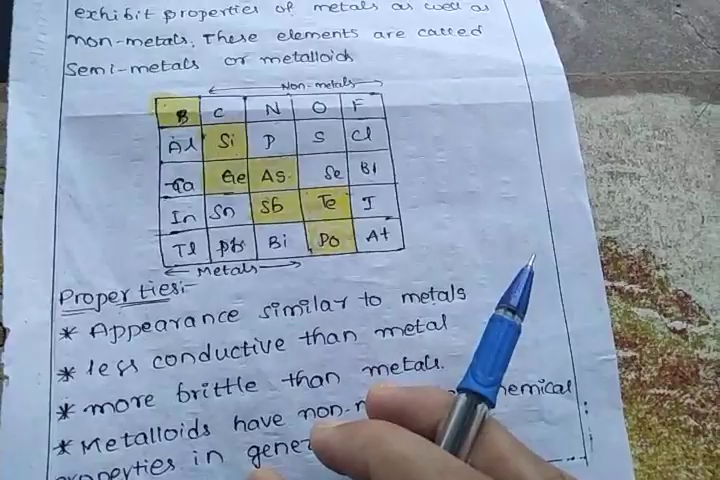 exhibit properties of metals as well as
non-metals. These elements are called
Semi-metals or metalloids
Non-metals
B C N O F
Al Si P S Cl
Ga Ge As Se Bi
In Sn Sb Te I
Tl Pb Bi Po At
Metals
Properties:-
* Appearance similar to metals
* less conductive than metal
* more brittle than metals.
* Metalloids have non-
properties in